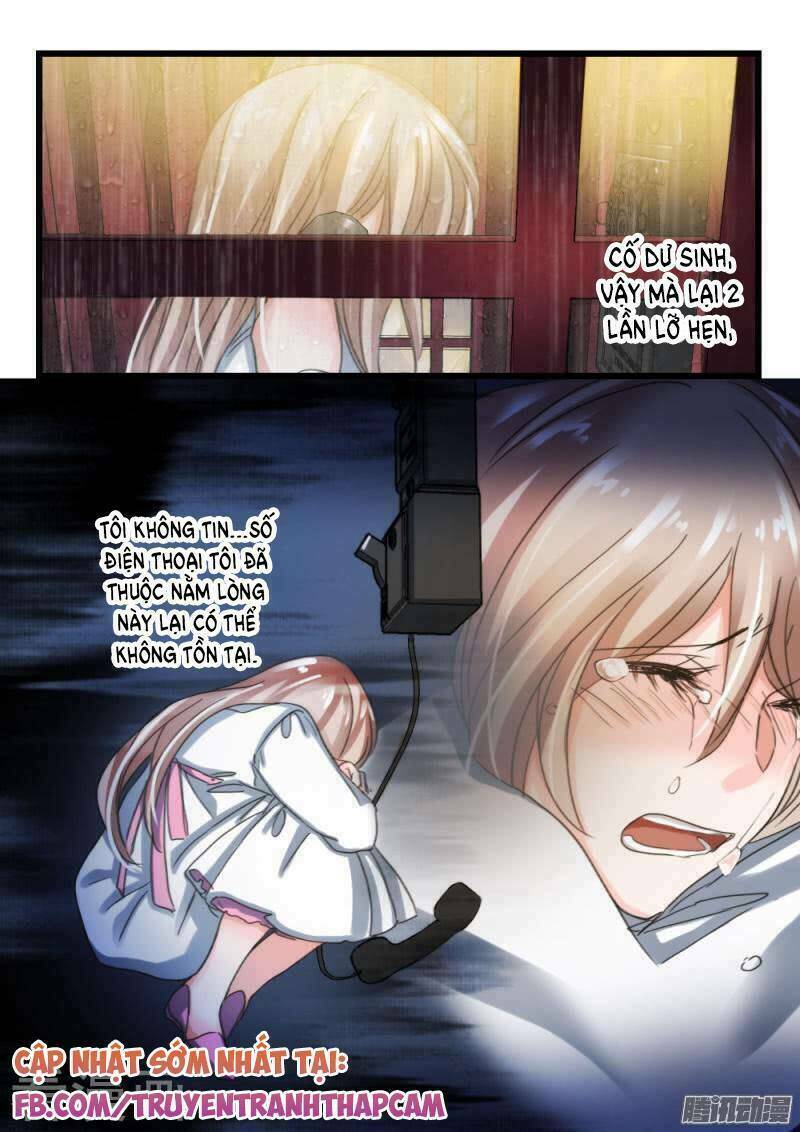 CỐ DƯ SINH,
VẬY MÀ LẠI 2
LẦN LỠ HẸN,
TÔI KHÔNG TIN...SỐ
ĐIỆN THOẠI TÔI ĐÃ
THUỘC NẰM LÒNG
NÀY LẠI CÓ THỂ
KHÔNG TỒN TẠI.
CẬP NHẬT SỚM NHẤT TẠI:
FB.COM/TRUYENTRANHTHAPCAM
腾讯动漫